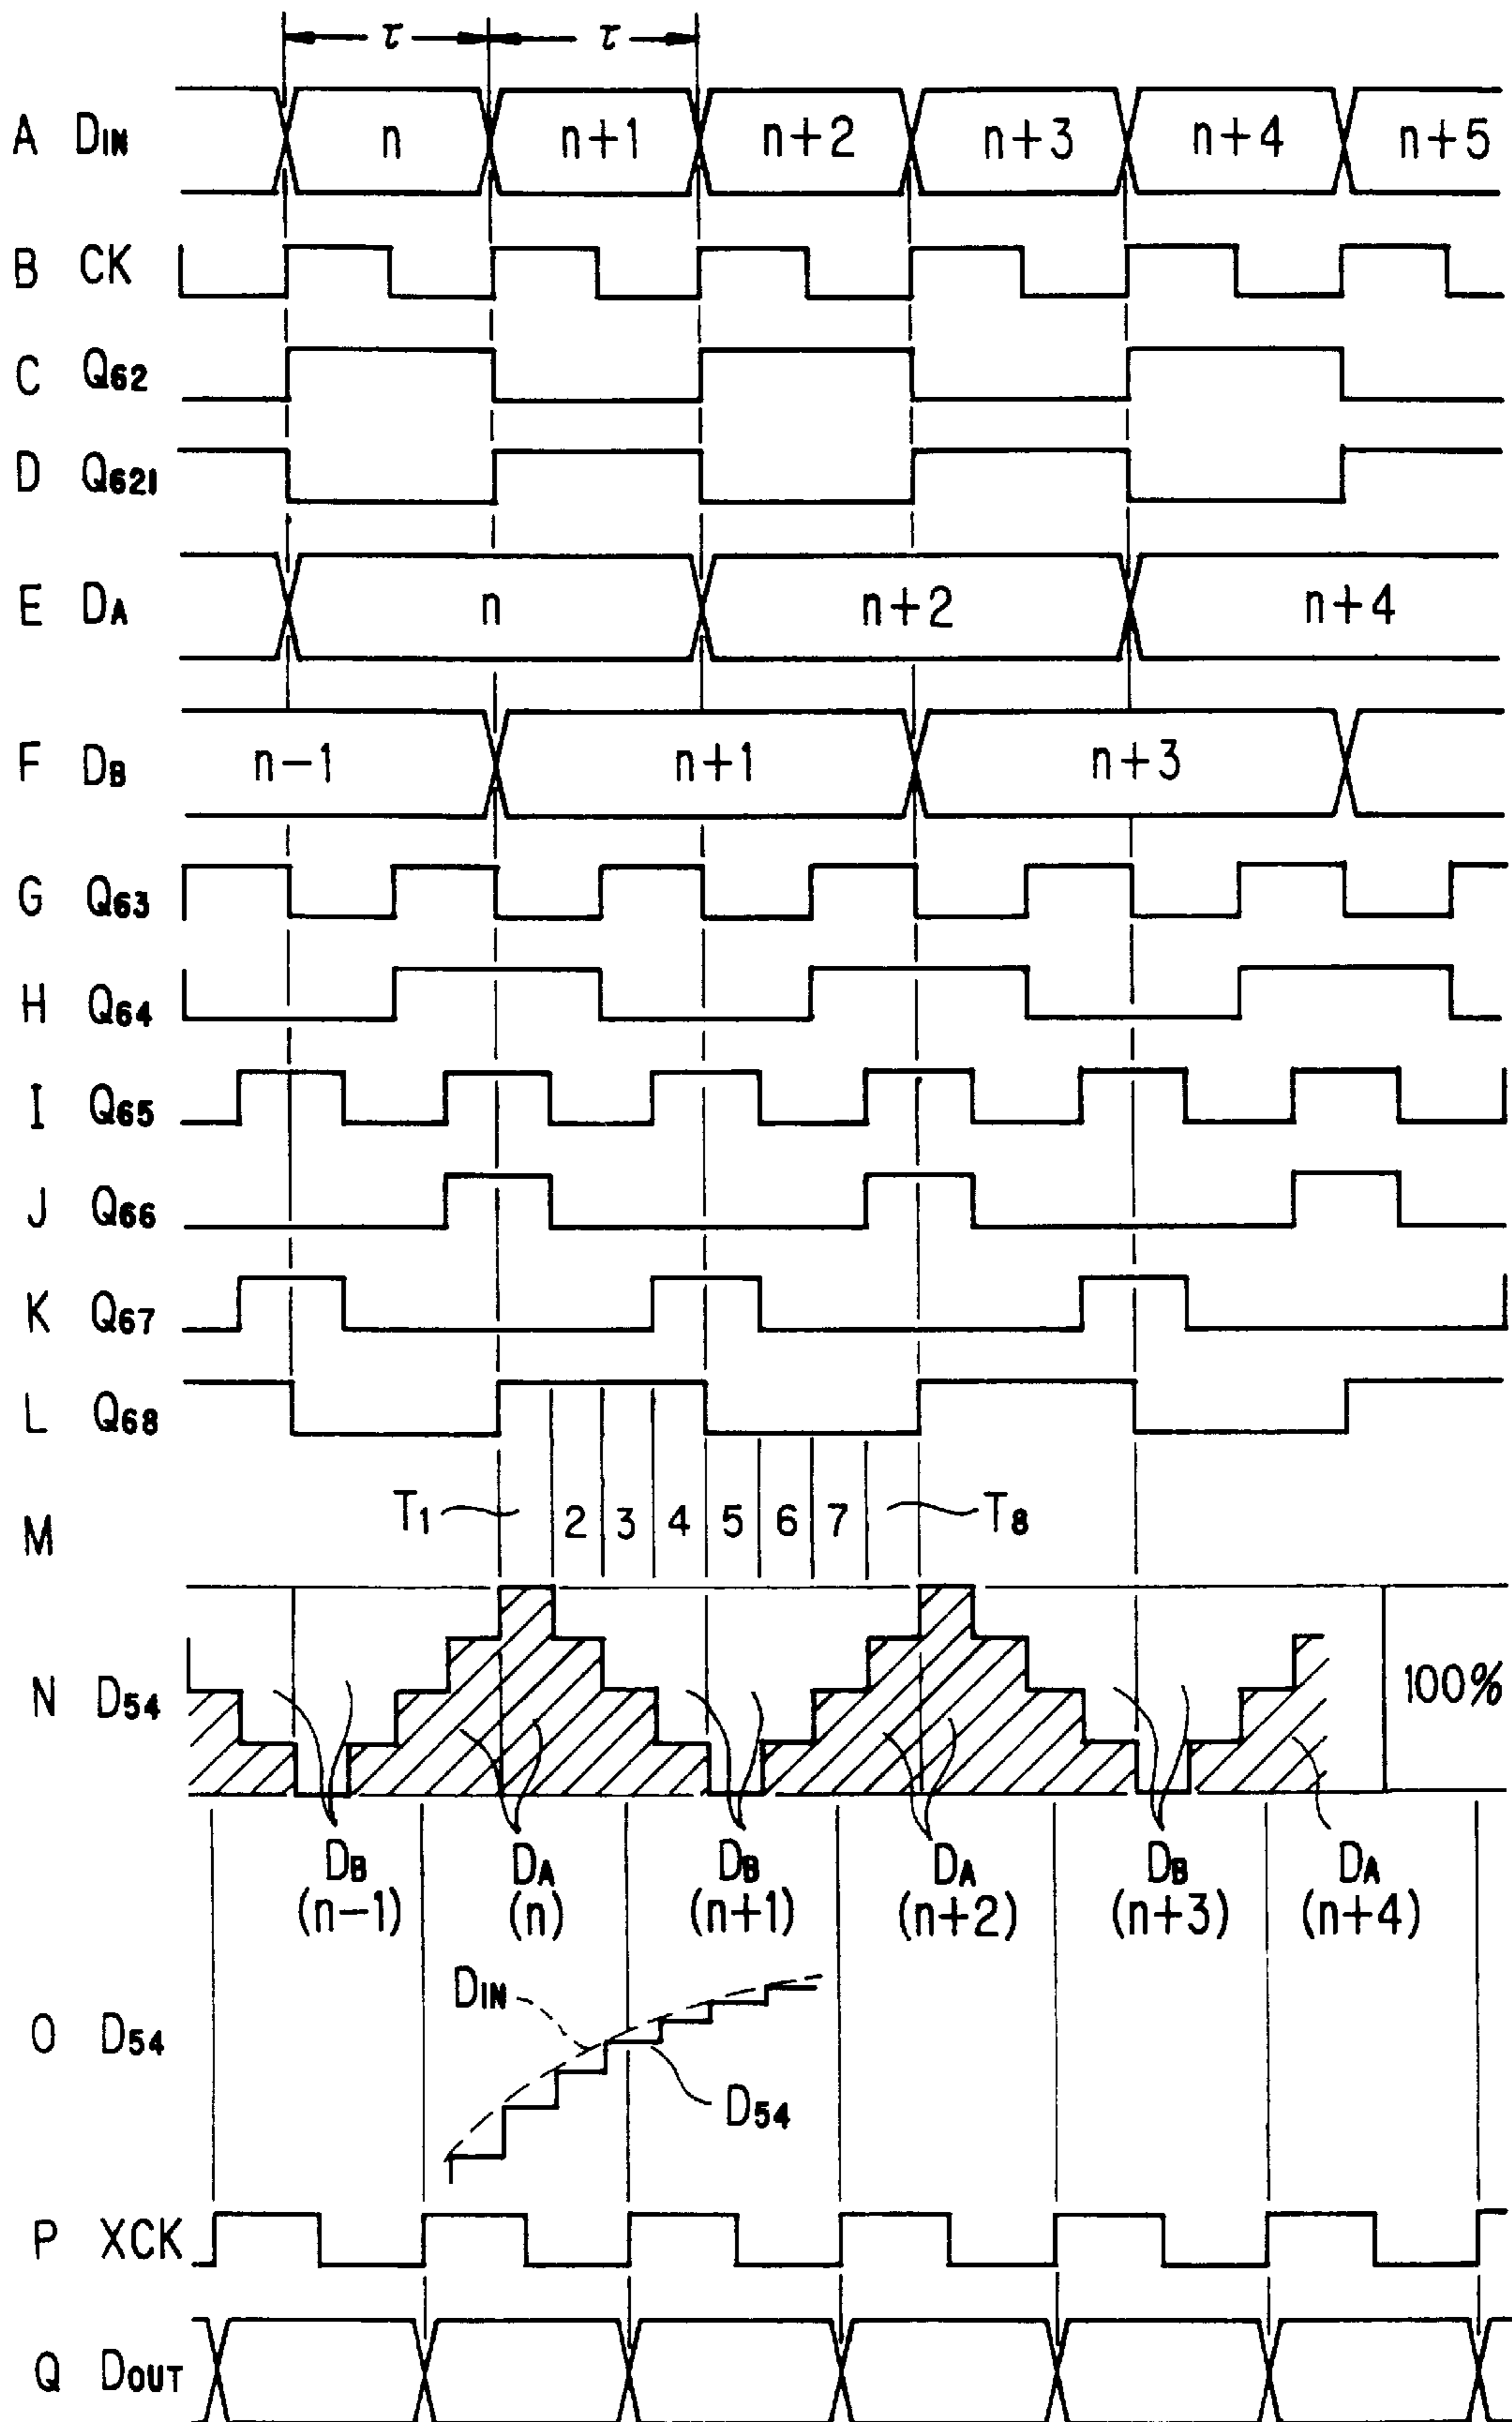 τ τ
A DIN n n+1 n+2 n+3 n+4 n+5
B CK
C Q62
D Q621
E DA n n+2 n+4
F DB n-1 n+1 n+3
G Q63
H Q64
I Q65
J Q66
K Q67
L Q68
M T1 2 3 4 5 6 7 T8
N D54 100%
DB DA DB DA DB DA
(n-1) (n) (n+1) (n+2) (n+3) (n+4)
DIN
O D54
D54
P XCK
Q DOUT